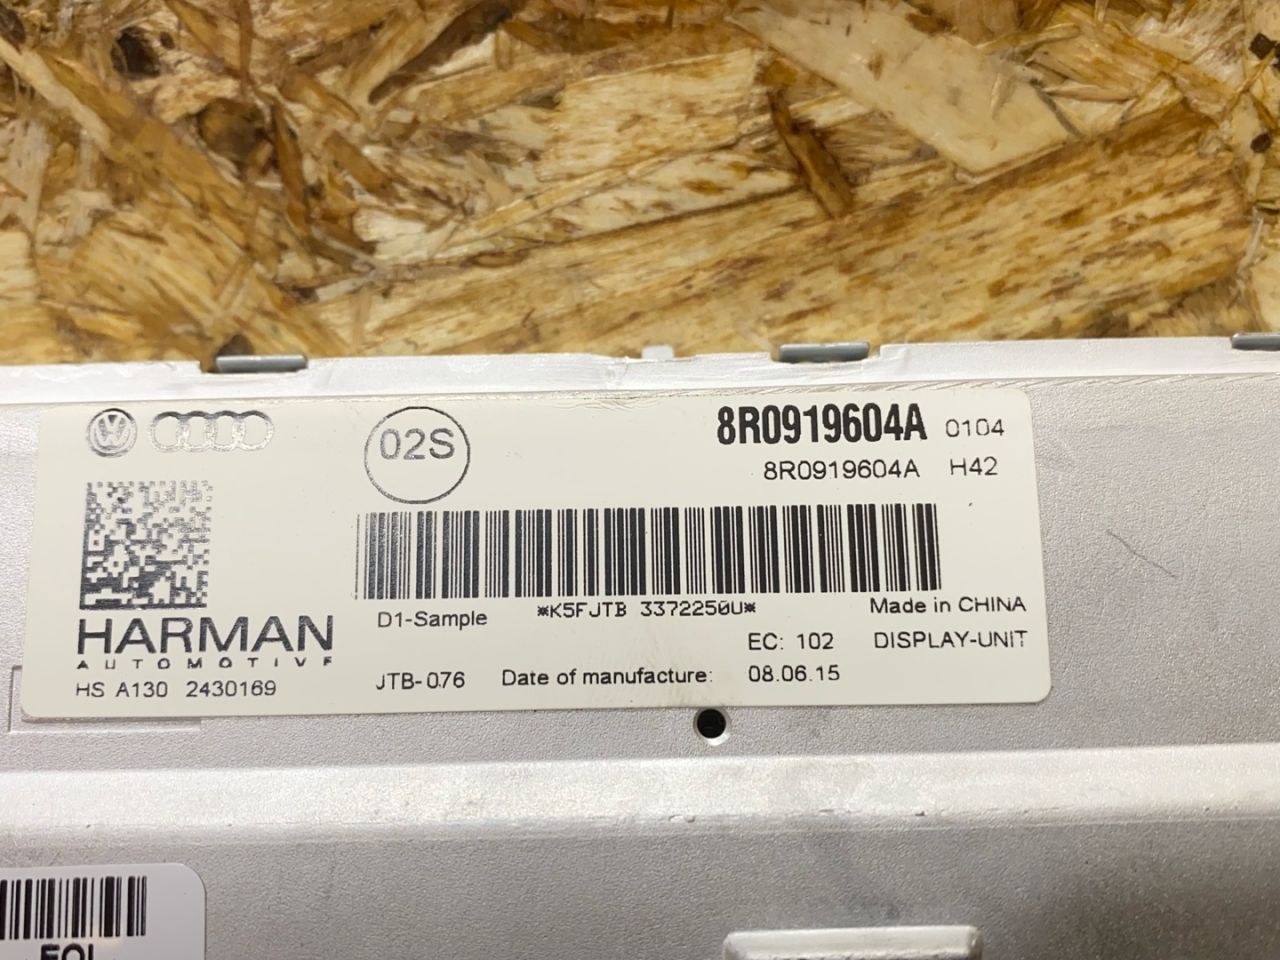 02S
8R0919604A 0104
8R0919604A H42
D1-Sample *K5FJTB 3372250U* Made in CHINA
HARMAN
AUTOMOTIVE
EC: 102 DISPLAY-UNIT
HS A130 2430169
JTB-076 Date of manufacture: 08.06.15
EOL